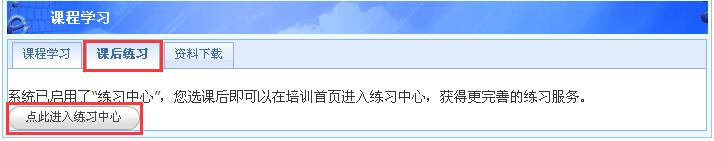 课程学习
课程学习 课后练习 资料下载
系统已启用了“练习中心”，您选课后即可以在培训首页进入练习中心，获得更完善的练习服务。
点此进入练习中心